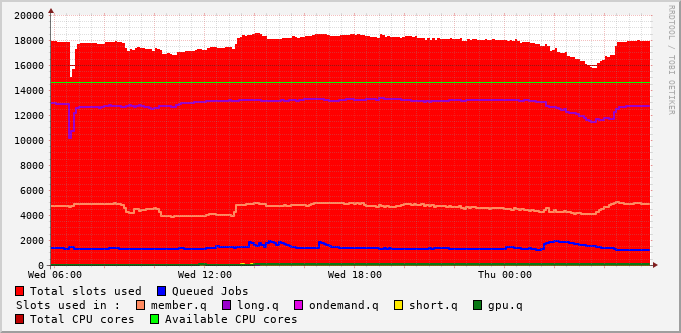 20000
18000
16000
14000
12000
10000
8000
6000
4000
2000
0
Wed 06:00 Wed 12:00 Wed 18:00 Thu 00:00
Total slots used Queued Jobs
Slots used in : member.q long.q ondemand.q short.q gpu.q
Total CPU cores Available CPU cores
RRDTOOL / TOBI OETIKER